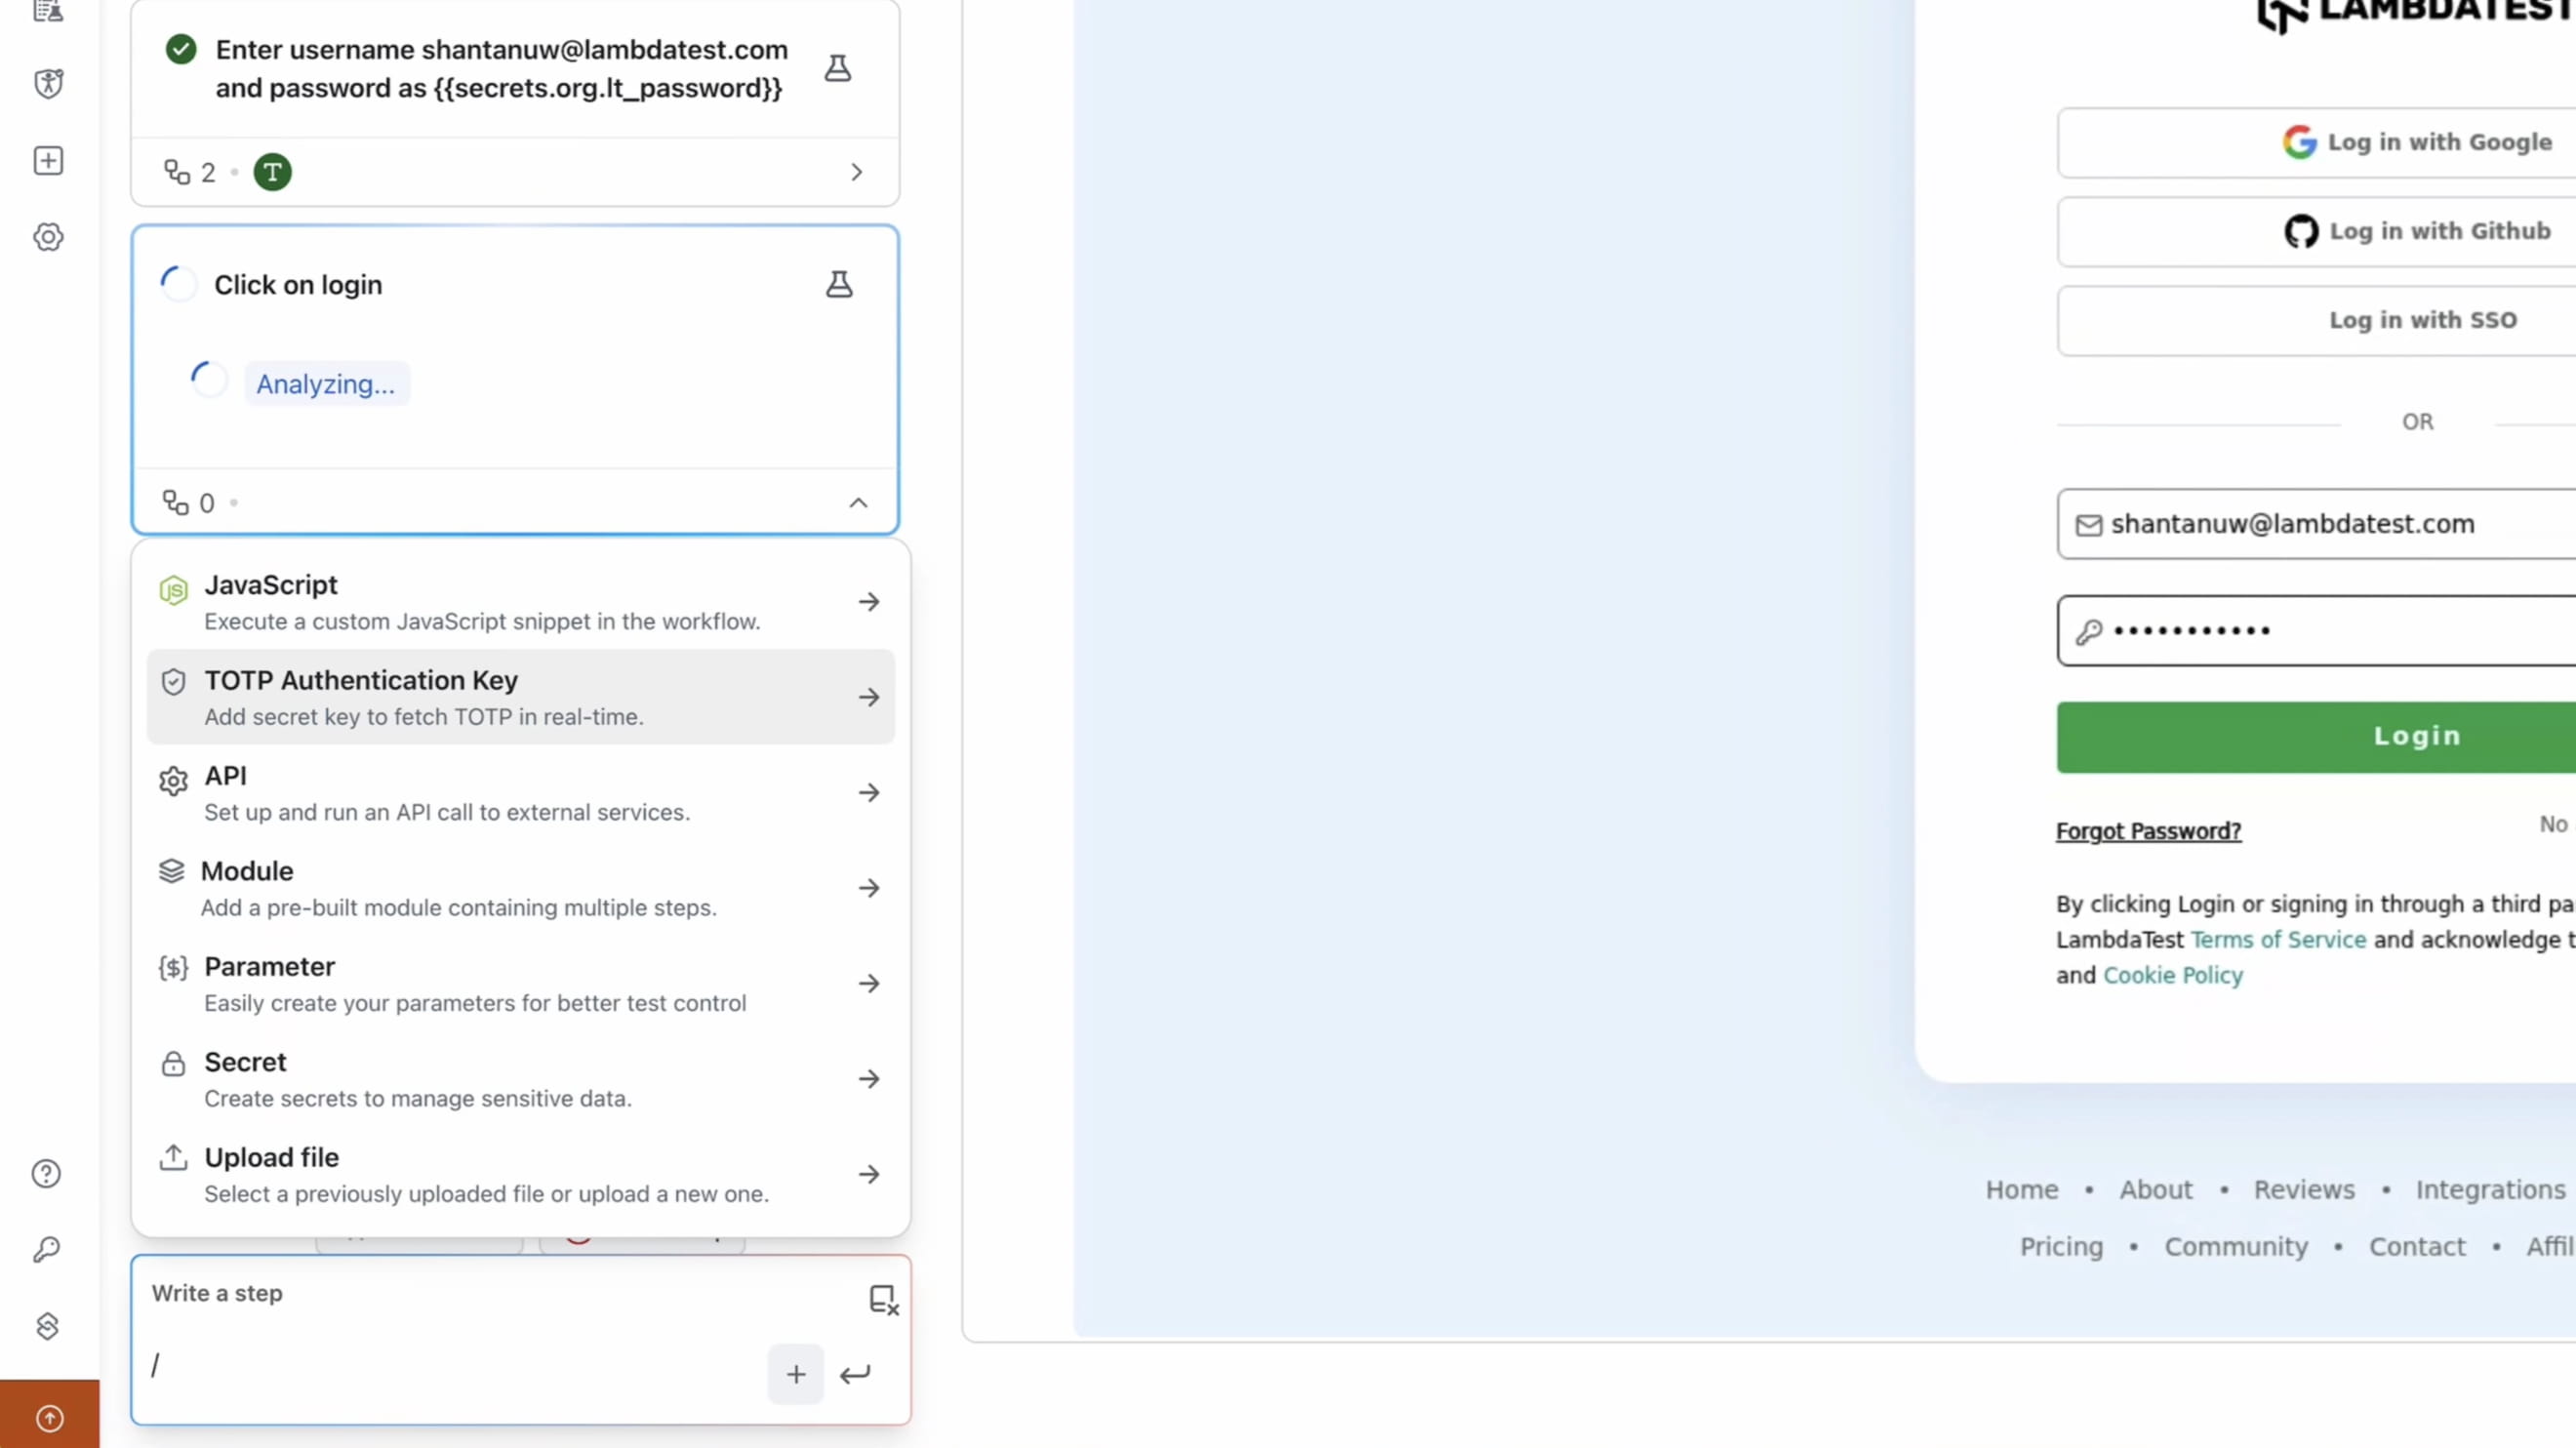 Enter username shantanuw@lambdatest.com
and password as {{secrets.org.lt_password}}
2 • T
Click on login
Analyzing...
0 •
JavaScript
Execute a custom JavaScript snippet in the workflow.
TOTP Authentication Key
Add secret key to fetch TOTP in real-time.
API
Set up and run an API call to external services.
Module
Add a pre-built module containing multiple steps.
Parameter
Easily create your parameters for better test control
Secret
Create secrets to manage sensitive data.
Upload file
Select a previously uploaded file or upload a new one.
Write a step
/
LAMBDATEST
Log in with Google
Log in with Github
Log in with SSO
OR
shantanuw@lambdatest.com
•••••••••••
Login
Forgot Password?
No
By clicking Login or signing in through a third pa
LambdaTest Terms of Service and acknowledge t
and Cookie Policy
Home • About • Reviews • Integrations
Pricing • Community • Contact • Affil